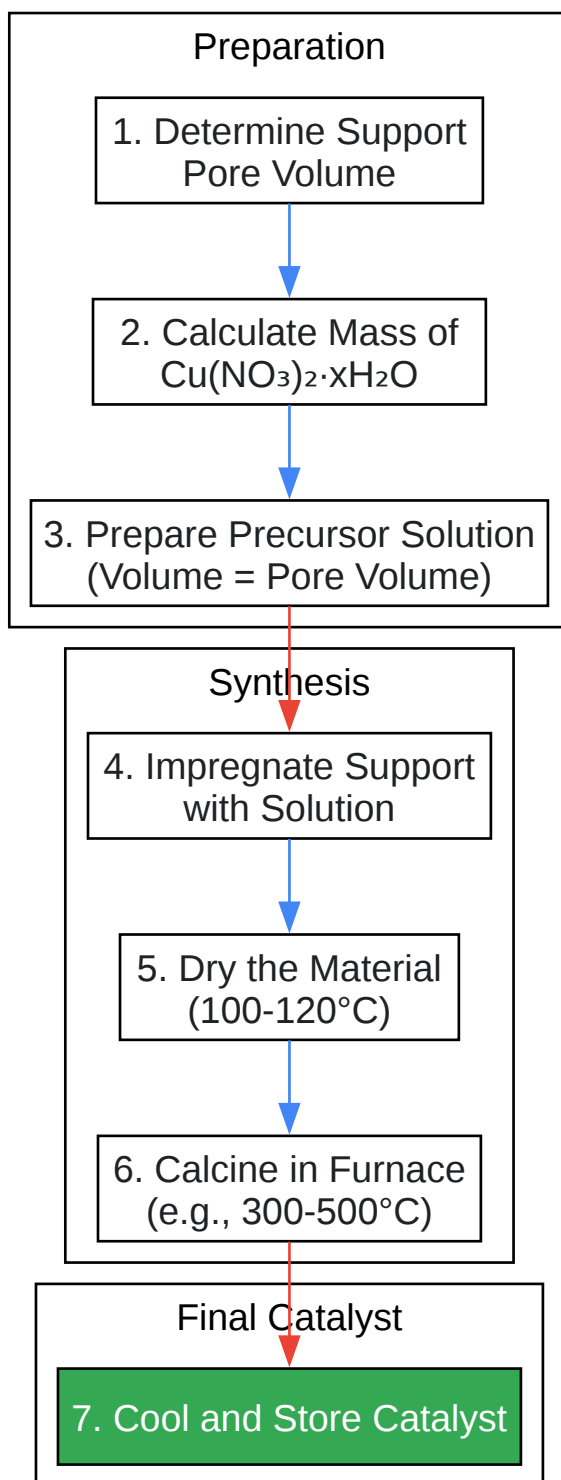 Preparation
1. Determine Support
Pore Volume
2. Calculate Mass of
Cu(NO₃)₂·xH₂O
3. Prepare Precursor Solution
(Volume = Pore Volume)
Synthesis
4. Impregnate Support
with Solution
5. Dry the Material
(100-120°C)
6. Calcine in Furnace
(e.g., 300-500°C)
Final Catalyst
7. Cool and Store Catalyst